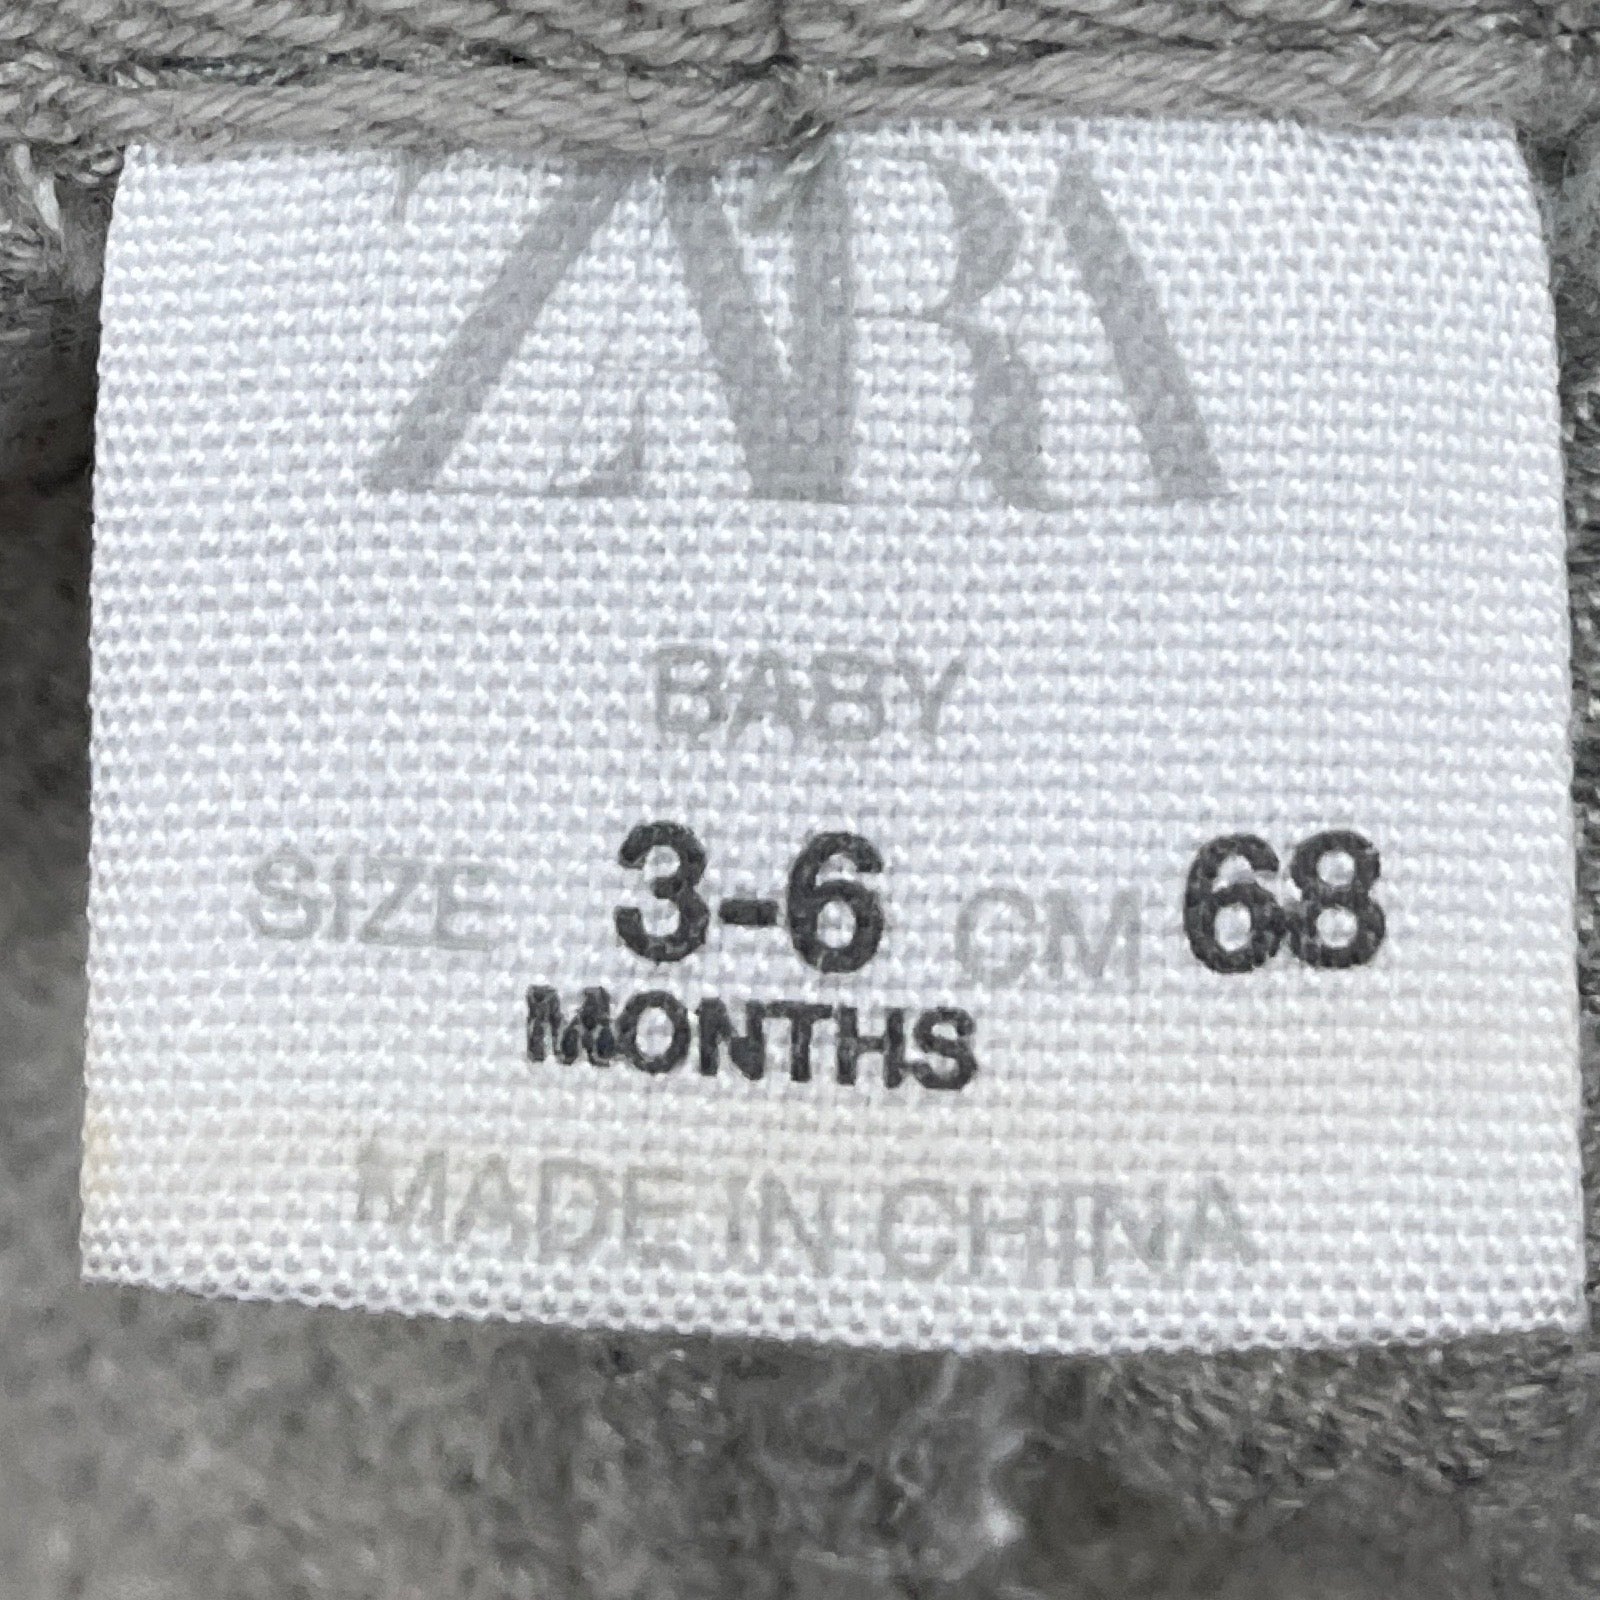 ZARA
BABY
SIZE 3-6 CM 68
MONTHS
MADE IN CHINA